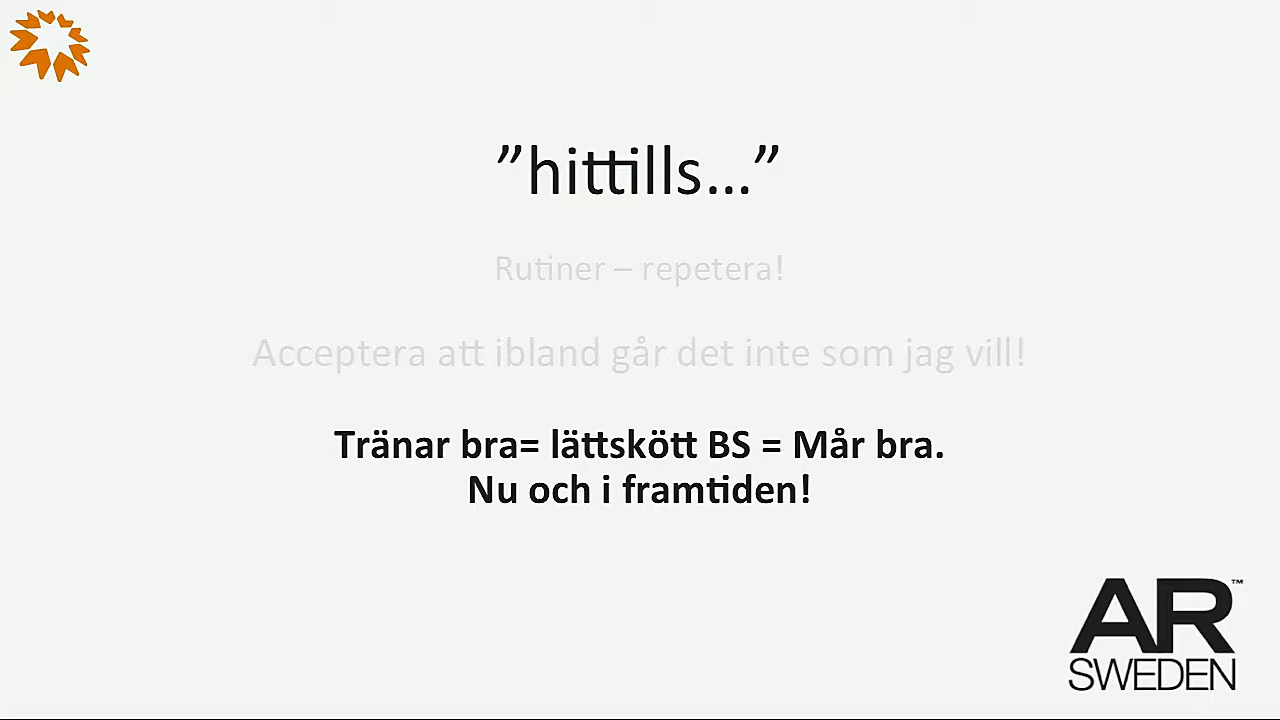 ”hittills…”
Rutiner – repetera!
Acceptera att ibland går det inte som jag vill!
Tränar bra= lättskött BS = Mår bra.
Nu och i framtiden!
AR™
SWEDEN